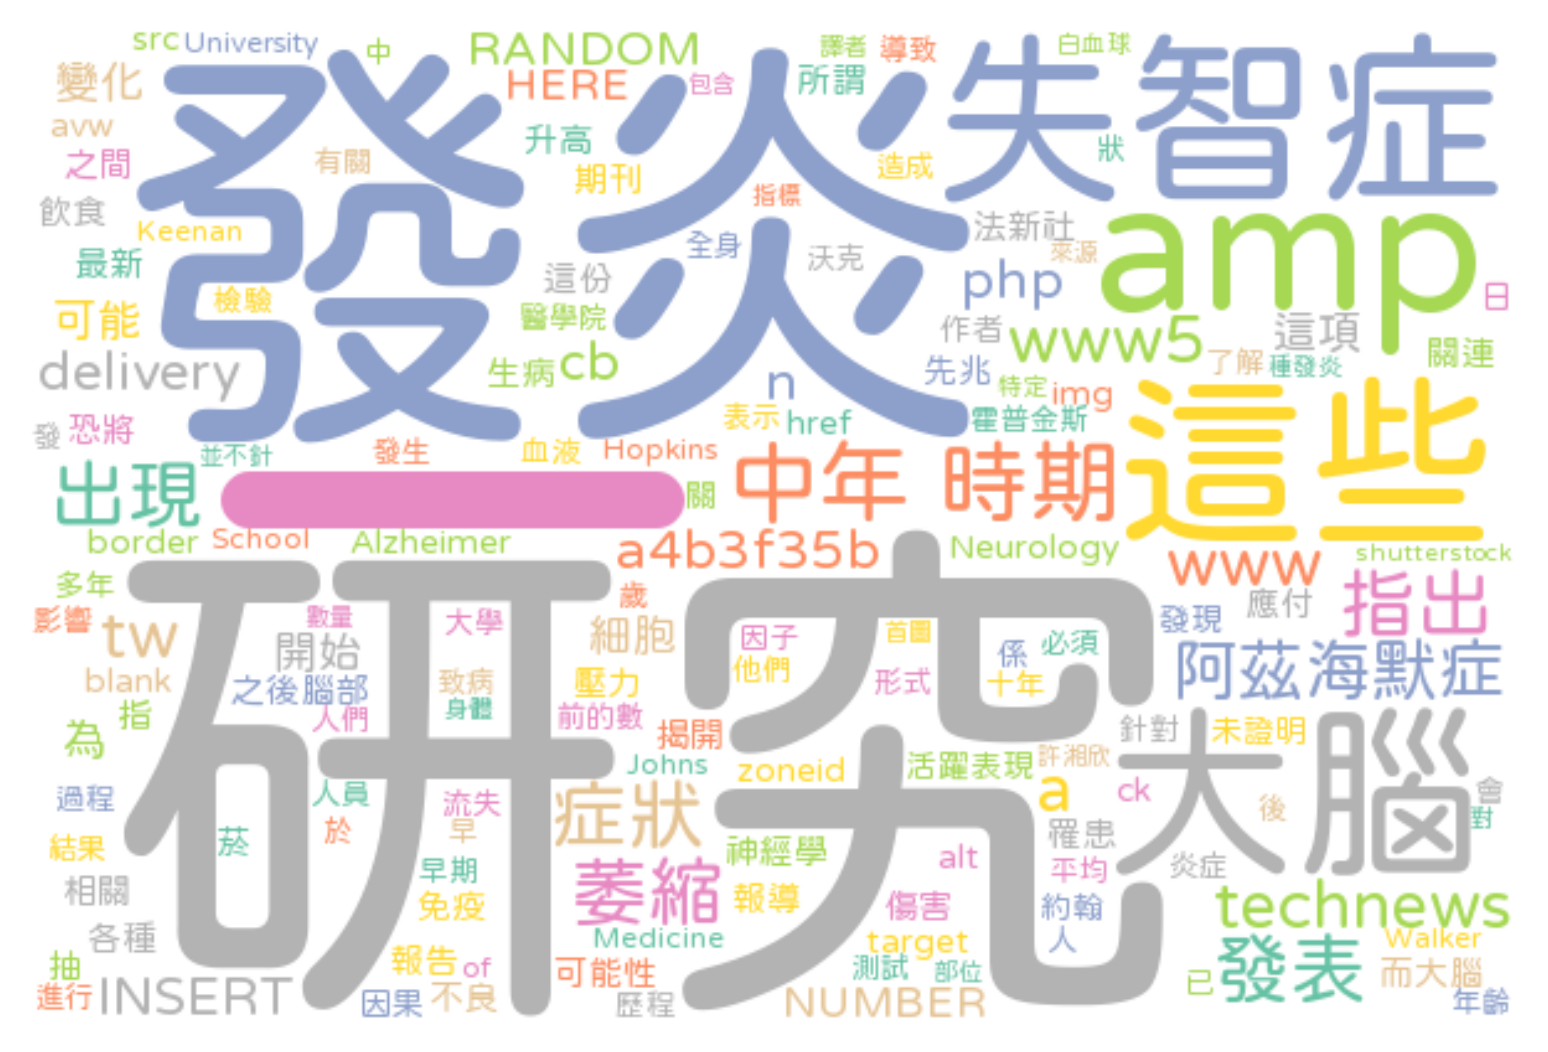 src University 中 RANDOM 譯者 導致 白血球
變化 HERE 包含 所謂
發炎 失智症
avw 升高 狀
之間 有關 期刊 造成
指標
飲食 Keenan 法新社 amp
全身 沃克 來源
最新 這份 php 日
可能 檢驗 醫學院 作者 www5 這項
delivery 生病 cb n 先兆 了解 種發炎 關連
特定 img 這些
發 恐將 表示 href 霍普金斯
並不針 發生 血液 Hopkins
出現 一 關 中年 時期
border School Alzheimer a4b3f35b Neurology www shutterstock
研究
多年 歲 應付 指出
影響 tw 數量 大學 細胞 因子 首圖 發現
開始 他們 係 必須 阿茲海默症
blank 之後腦部 致病 壓力 形式 十年
指 人們 身體 前的數
為 揭開 針對 未證明 大腦
Johns zoneid 活躍表現 許湘欣
過程 人員 流失 症狀 a ck 後 會
菸 於 早 對
結果 早期 神經學 alt 罹患 平均 炎症
相關 免疫 萎縮 報導 傷害 約翰 technews
各種 Medicine target 人 Walker
抽 報告 of 可能性 測試 部位 已 發表 而大腦
進行 INSERT 因果 不良 歷程 NUMBER 年齡